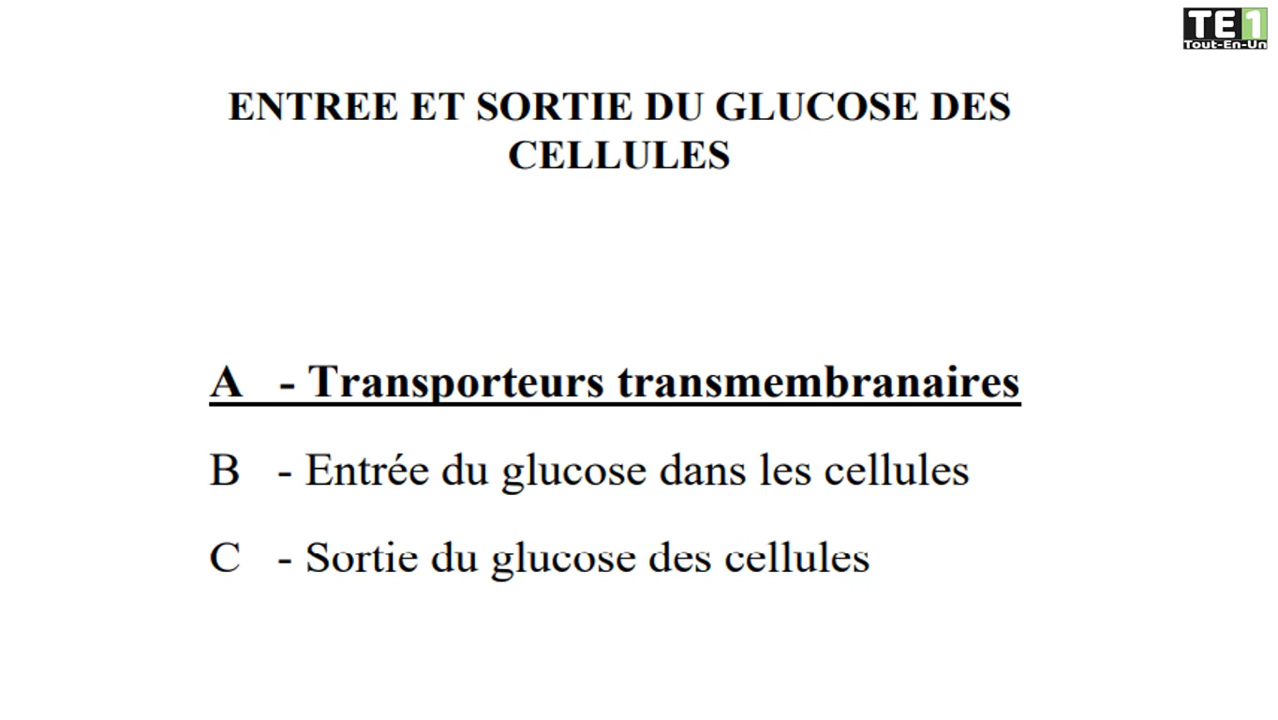 TE1
Tout-En-Un
ENTREE ET SORTIE DU GLUCOSE DES
CELLULES
A - Transporteurs transmembranaires
B - Entrée du glucose dans les cellules
C - Sortie du glucose des cellules